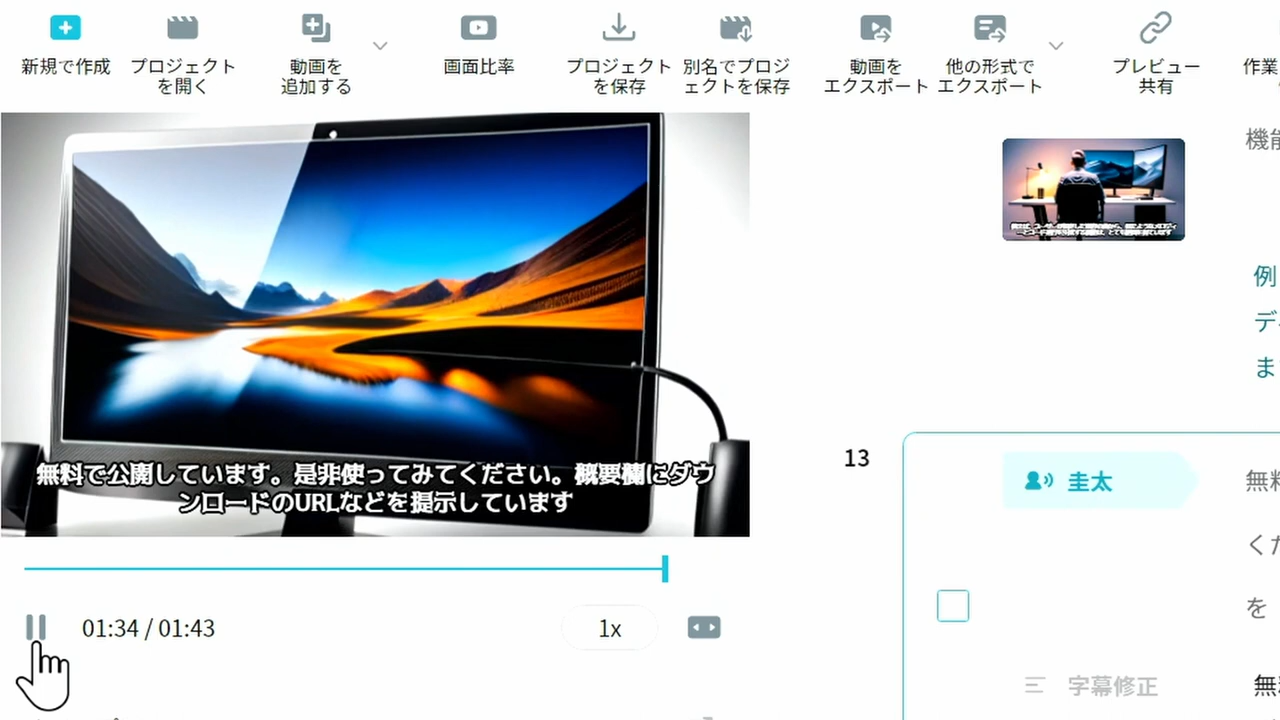 新規で作成
プロジェクト
を開く
動画を
追加する
画面比率
プロジェクト
を保存
別名でプロジ
ェクトを保存
動画を
エクスポート
他の形式で
エクスポート
プレビュー
共有
作業
機能
無料で公開しています。是非使ってみてください。概要欄にダウ
ンロードのURLなどを提示しています
01:34 / 01:43
1x
例
デ
ま
13
圭太
無料
くだ
を
字幕修正
無料